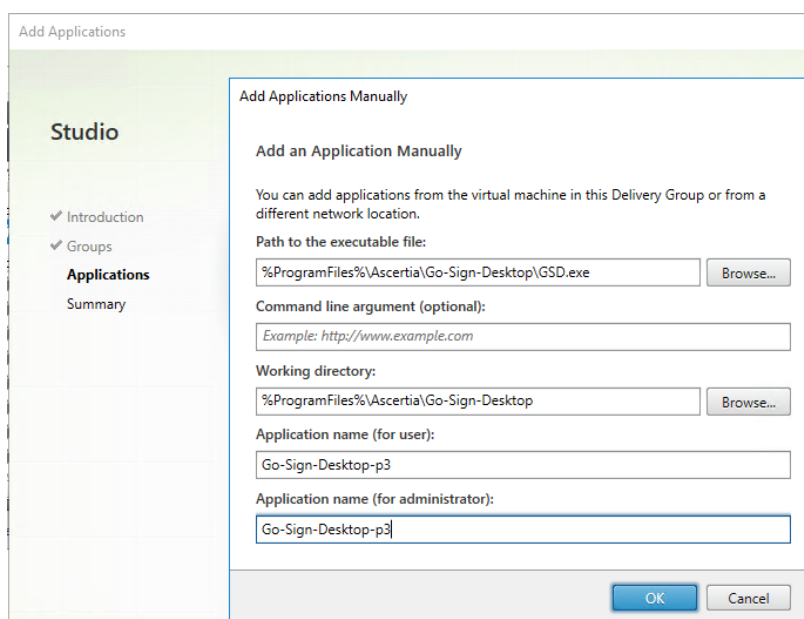 Add Applications
Add Applications Manually
Studio
✔ Introduction
✔ Groups
Applications
Summary
Add an Application Manually
You can add applications from the virtual machine in this Delivery Group or from a
different network location.
Path to the executable file:
%ProgramFiles%\Ascertia\Go-Sign-Desktop\GSD.exe
Browse...
Command line argument (optional):
Example: http://www.example.com
Working directory:
%ProgramFiles%\Ascertia\Go-Sign-Desktop
Browse...
Application name (for user):
Go-Sign-Desktop-p3
Application name (for administrator):
Go-Sign-Desktop-p3
OK
Cancel